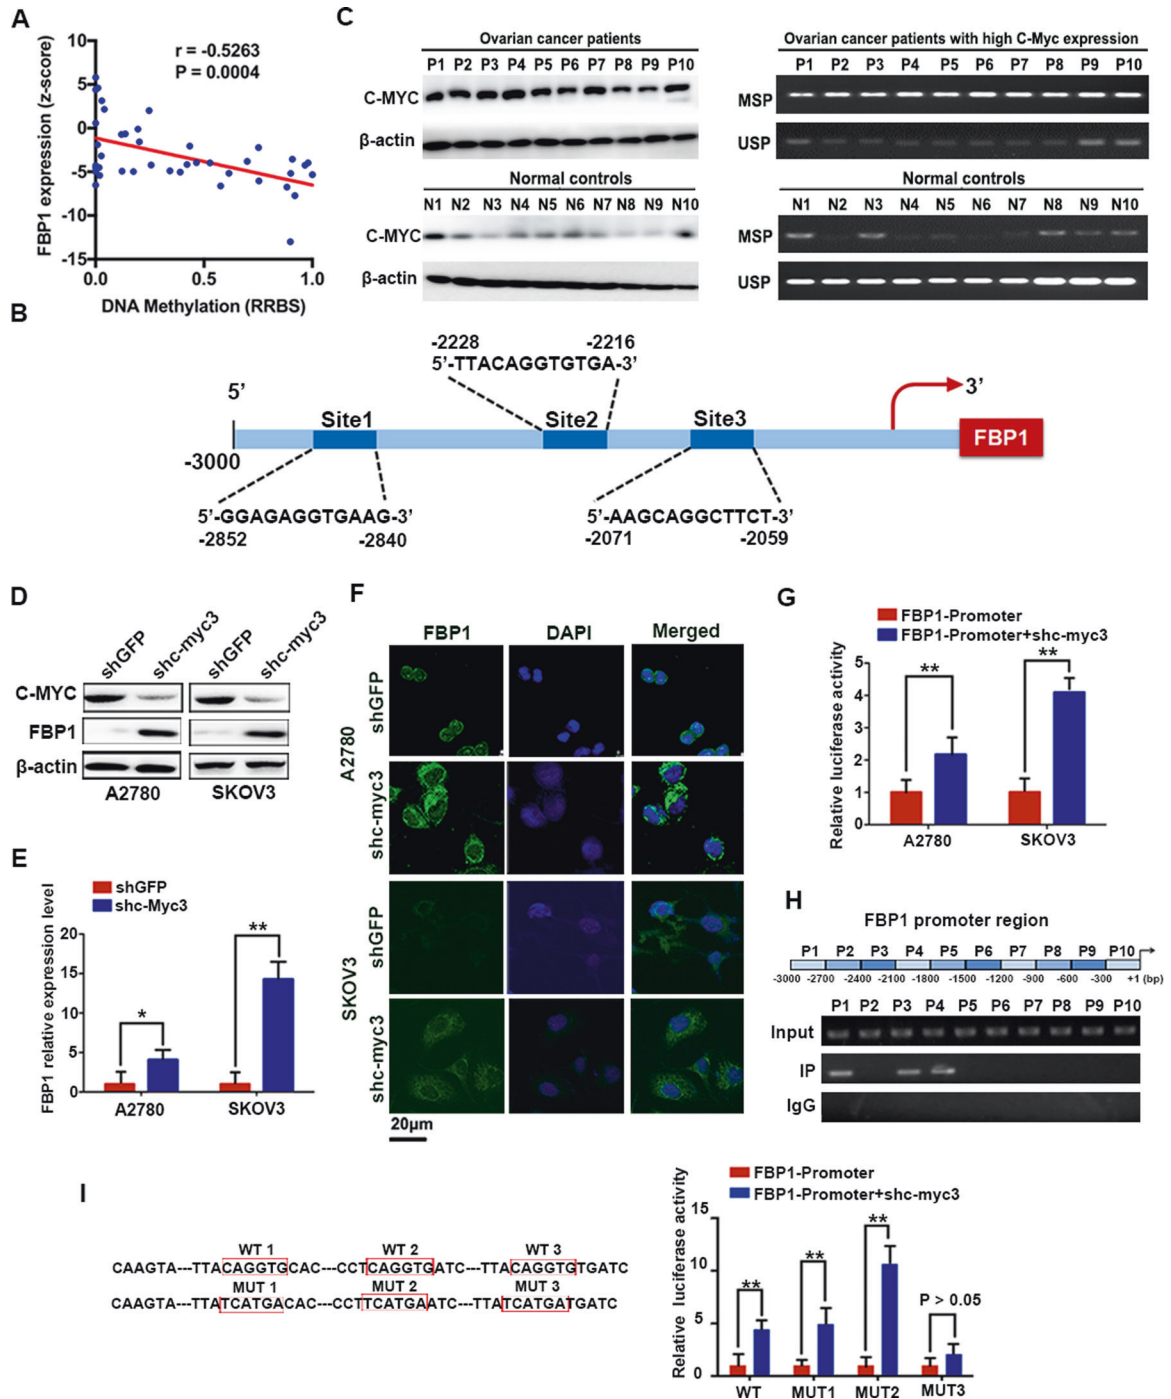 A
r = -0.5263
P = 0.0004
FBP1 expression (z-score)
10
5
0
-5
-10
-15
0.0 0.5 1.0
DNA Methylation (RRBS)
C
Ovarian cancer patients
P1 P2 P3 P4 P5 P6 P7 P8 P9 P10
C-MYC
β-actin
Normal controls
N1 N2 N3 N4 N5 N6 N7 N8 N9 N10
C-MYC
β-actin
Ovarian cancer patients with high C-Myc expression
P1 P2 P3 P4 P5 P6 P7 P8 P9 P10
MSP
USP
Normal controls
N1 N2 N3 N4 N5 N6 N7 N8 N9 N10
MSP
USP
B
-2228 -2216
5'-TTACAGGTGTGA-3'
5' 3'
Site1 Site2 Site3
FBP1
-3000
5'-GGAGAGGTGAAG-3' 5'-AAGCAGGCTTCT-3'
-2852 -2840 -2071 -2059
D
shGFP shc-myc3 shGFP shc-myc3
C-MYC
FBP1
β-actin
A2780 SKOV3
E
shGFP
shc-Myc3
FBP1 relative expression level
20
15
10
5
0
* **
A2780 SKOV3
F
FBP1 DAPI Merged
A2780
shGFP
shc-myc3
SKOV3
shGFP
shc-myc3
20μm
G
FBP1-Promoter
FBP1-Promoter+shc-myc3
Relative luciferase activity
5
4
3
2
1
0
** **
A2780 SKOV3
H
FBP1 promoter region
P1 P2 P3 P4 P5 P6 P7 P8 P9 P10
-3000 -2700 -2400 -2100 -1800 -1500 -1200 -900 -600 -300 +1 (bp)
P1 P2 P3 P4 P5 P6 P7 P8 P9 P10
Input
IP
IgG
I
WT 1 WT 2 WT 3
CAAGTA---TTACAGGTGCAC---CCTCAGGTGATC---TTACAGGTGTGATC
MUT 1 MUT 2 MUT 3
CAAGTA---TTATCATGACAC---CCTTCATGAATC---TTATCATGATGATC
FBP1-Promoter
FBP1-Promoter+shc-myc3
Relative luciferase activity
15
10
5
0
** ** ** P > 0.05
WT MUT1 MUT2 MUT3